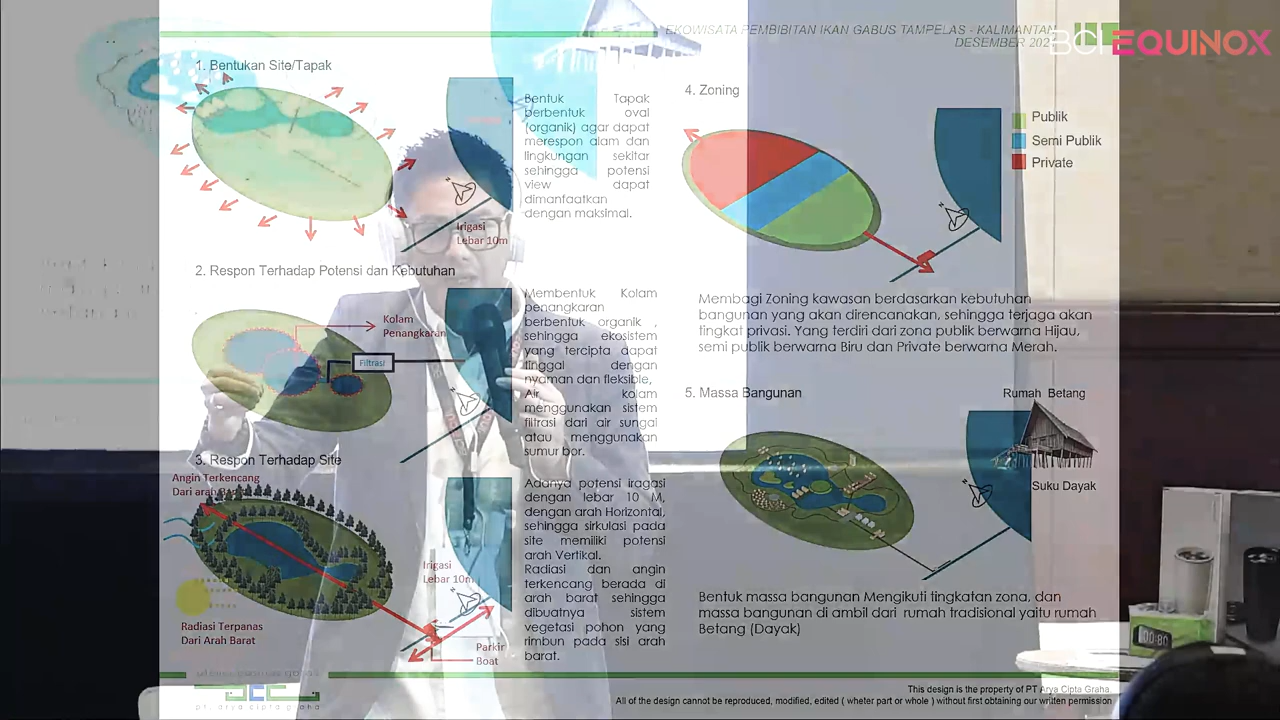 EKOWISATA PEMBIBITAN IKAN GABUS TAMPELAS - KALIMANTAN
DESEMBER 202
BCI EQUINOX
1. Bentukan Site/Tapak
Bentuk Tapak
berbentuk oval
(organik) agar dapat
merespon alam dan
lingkungan sekitar
sehingga potensi
view dapat
dimanfaatkan
dengan maksimal.
Irigasi
Lebar 10m
2. Respon Terhadap Potensi dan Kebutuhan
Kolam
Penangkaran
Filtrasi
Membentuk Kolam
penangkaran
berbentuk organik ,
sehingga ekosistem
yang tercipta dapat
tinggal dengan
nyaman dan fleksible,
Air kolam
menggunakan sistem
filtrasi dari air sungai
atau menggunakan
sumur bor.
3. Respon Terhadap Site
Angin Terkencang
Dari arah Barat
Radiasi Terpanas
Dari Arah Barat
Irigasi
Lebar 10m
Parkir
Boat
Adanya potensi iragasi
dengan lebar 10 M,
dengan arah Horizontal,
sehingga sirkulasi pada
site memiliki potensi
arah Vertikal.
Radiasi dan angin
terkencang berada di
arah barat sehingga
dibuatnya sistem
vegetasi pohon yang
rimbun pada sisi arah
barat.
4. Zoning
Publik
Semi Publik
Private
Membagi Zoning kawasan berdasarkan kebutuhan
bangunan yang akan direncanakan, sehingga terjaga akan
tingkat privasi. Yang terdiri dari zona publik berwarna Hijau,
semi publik berwarna Biru dan Private berwarna Merah.
5. Massa Bangunan
Rumah Betang
Suku Dayak
Bentuk massa bangunan Mengikuti tingkatan zona, dan
massa bangunan di ambil dari rumah tradisional yaitu rumah
Betang (Dayak)
00:80
pt. arya cipta graha
This design is the property of PT Arya Cipta Graha.
All of the design cannot be reproduced, modified, edited ( wheter part or whole ) without first obtaining our written permission